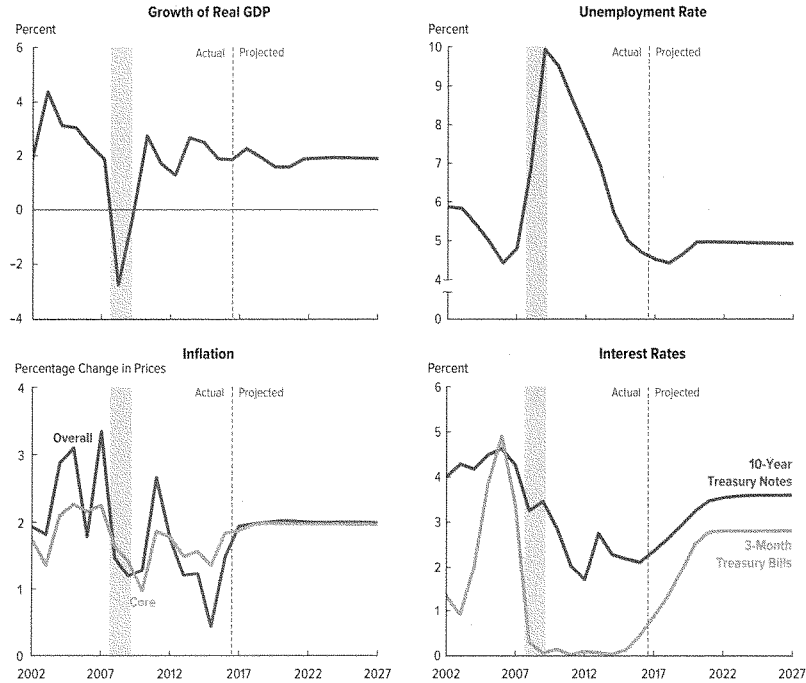 Growth of Real GDP
Percent
6
4
2
0
−2
−4
Actual
Projected
Unemployment Rate
Percent
10
9
8
7
6
5
4
0
Actual
Projected
Inflation
Percentage Change in Prices
4
3
2
1
0
Actual
Projected
Overall
Core
2002 2007 2012 2017 2022 2027
Interest Rates
Percent
6
5
4
3
2
1
0
Actual
Projected
10-Year
Treasury Notes
3-Month
Treasury Bills
2002 2007 2012 2017 2022 2027